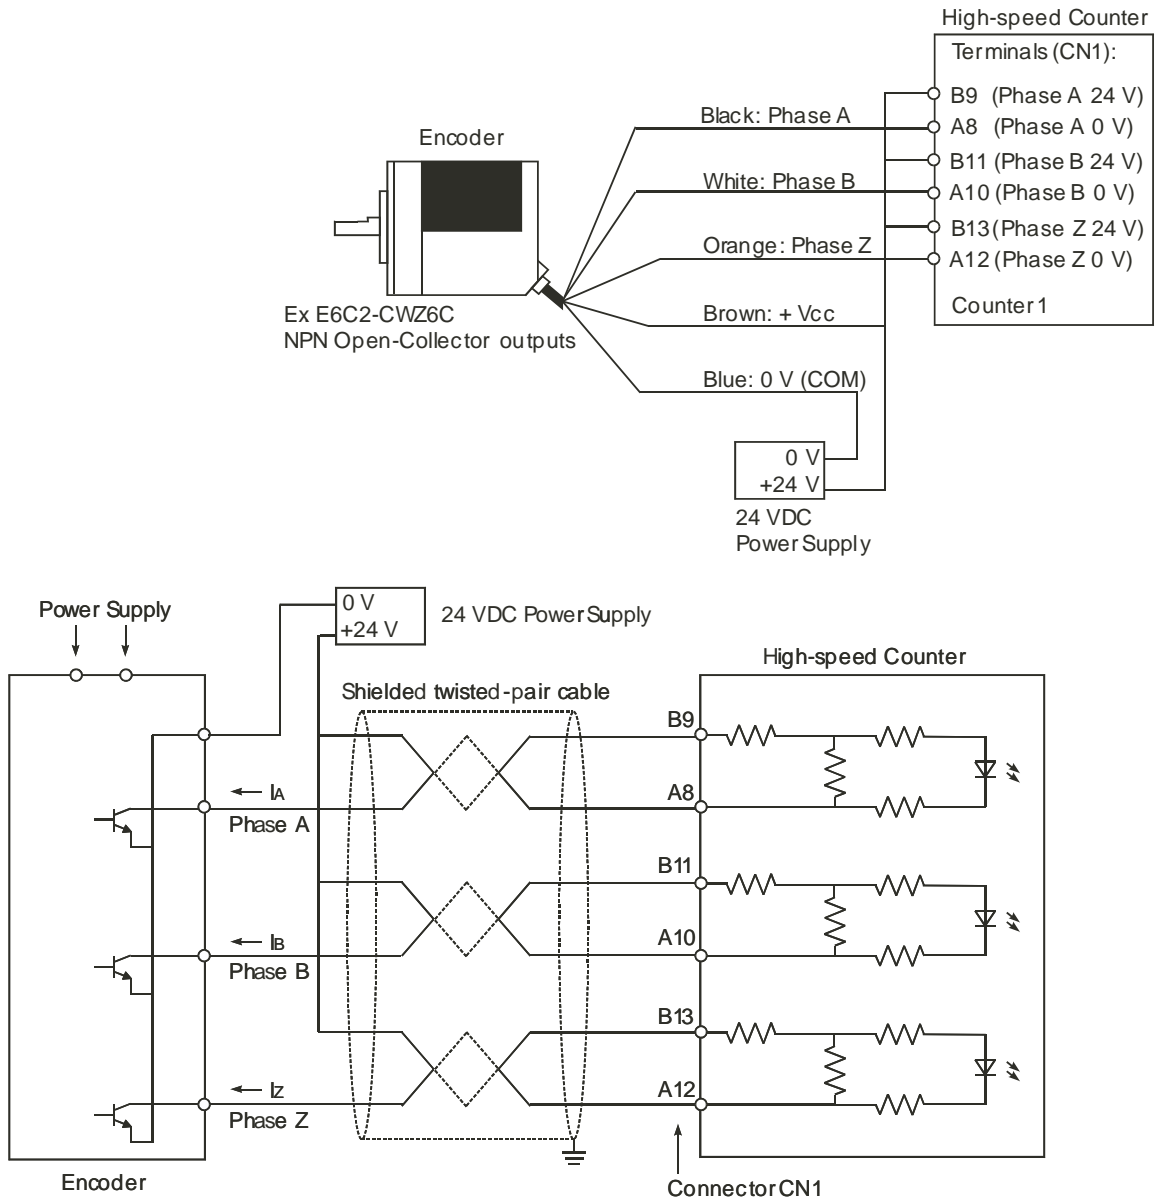 High-speed Counter
Terminals (CN1):
B9 (Phase A 24 V)
Black: Phase A
A8 (Phase A 0 V)
Encoder
B11 (Phase B 24 V)
White: Phase B
A10 (Phase B 0 V)
B13 (Phase Z 24 V)
Orange: Phase Z
A12 (Phase Z 0 V)
Ex E6C2-CWZ6C
NPN Open-Collector outputs
Brown: + Vcc
Counter 1
Blue: 0 V (COM)
0 V
+24 V
24 VDC
Power Supply
Power Supply
0 V
+24 V
24 VDC Power Supply
High-speed Counter
Shielded twisted-pair cable
B9
IA
A8
Phase A
B11
IB
A10
Phase B
B13
IZ
A12
Phase Z
Encoder
Connector CN1